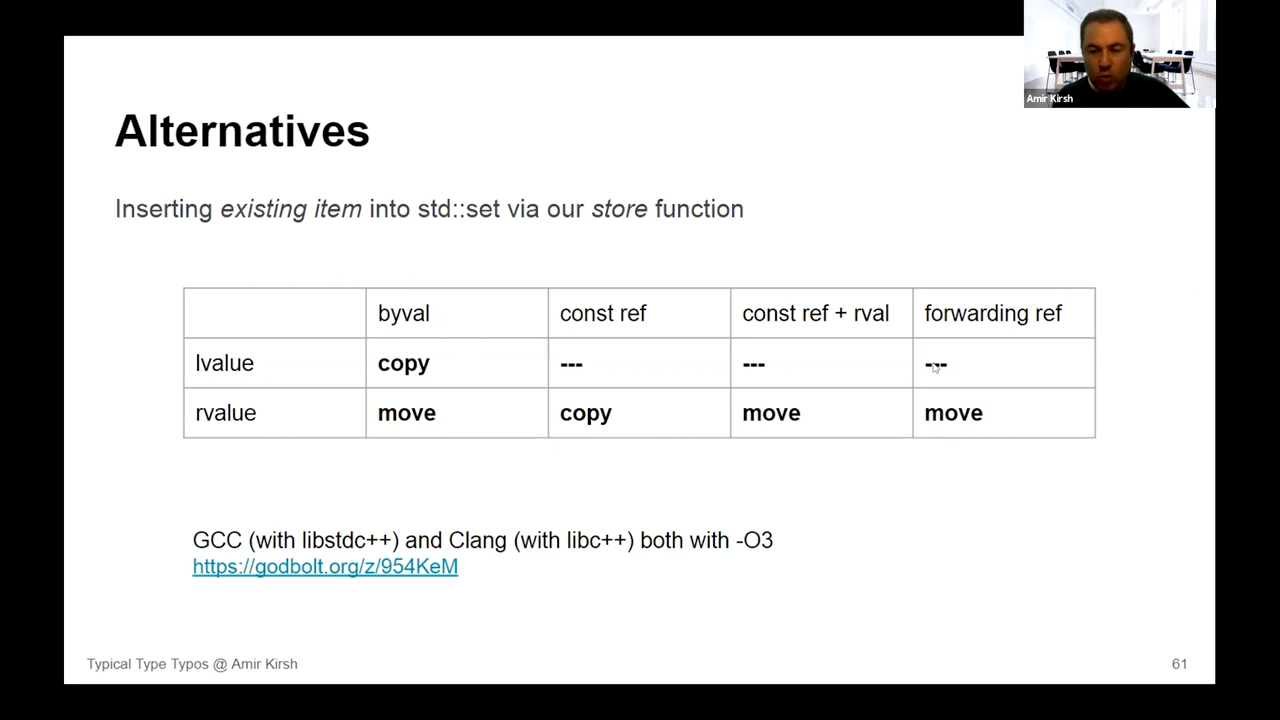 Amir Kirsh
Alternatives
Inserting existing item into std::set via our store function
byval const ref const ref + rval forwarding ref
lvalue copy --- --- ---
rvalue move copy move move
GCC (with libstdc++) and Clang (with libc++) both with -O3
https://godbolt.org/z/954KeM
Typical Type Typos @ Amir Kirsh 61